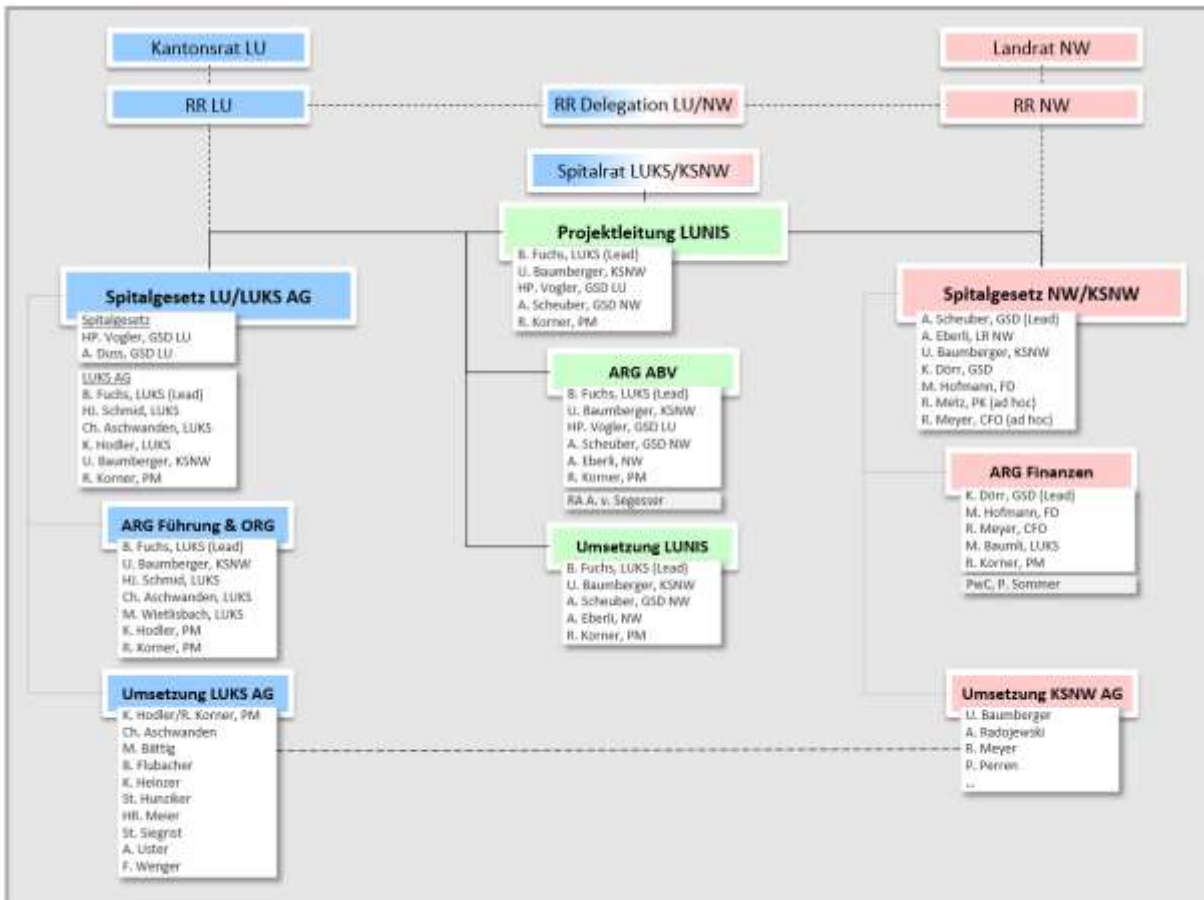 Kantonsrat LU
Landrat NW
RR LU
RR Delegation LU/NW
RR NW
Spitalrat LUKS/KSNW
Projektleitung LUNIS
B. Fuchs, LUKS (Lead)
U. Baumberger, KSNW
HP. Vogler, GSD LU
A. Scheuber, GSD NW
R. Korner, PM
Spitalgesetz LU/LUKS AG
Spitalgesetz
HP. Vogler, GSD LU
A. Duss, GSD LU
LUKS AG
B. Fuchs, LUKS (Lead)
HJ. Schmid, LUKS
Ch. Aschwanden, LUKS
K. Hodler, LUKS
U. Baumberger, KSNW
R. Korner, PM
Spitalgesetz NW/KSNW
A. Scheuber, GSD (Lead)
A. Eberli, LR NW
U. Baumberger, KSNW
K. Dörr, GSD
M. Hofmann, FD
R. Metz, PK (ad hoc)
R. Meyer, CFO (ad hoc)
ARG ABV
B. Fuchs, LUKS (Lead)
U. Baumberger, KSNW
HP. Vogler, GSD LU
A. Scheuber, GSD NW
A. Eberli, NW
R. Korner, PM
RA A. v. Segesser
ARG Finanzen
K. Dörr, GSD (Lead)
M. Hofmann, FD
R. Meyer, CFO
M. Baumli, LUKS
R. Korner, PM
PwC, P. Sommer
ARG Führung & ORG
B. Fuchs, LUKS (Lead)
U. Baumberger, KSNW
HJ. Schmid, LUKS
Ch. Aschwanden, LUKS
M. Wietlisbach, LUKS
K. Hodler, PM
R. Korner, PM
Umsetzung LUNIS
B. Fuchs, LUKS (Lead)
U. Baumberger, KSNW
A. Scheuber, GSD NW
A. Eberli, NW
R. Korner, PM
Umsetzung LUKS AG
K. Hodler/R. Korner, PM
Ch. Aschwanden
M. Bättig
B. Flubacher
K. Heinzer
St. Hunziker
HR. Meier
St. Siegrist
A. Uster
F. Wenger
Umsetzung KSNW AG
U. Baumberger
A. Radojewski
R. Meyer
P. Perren
...